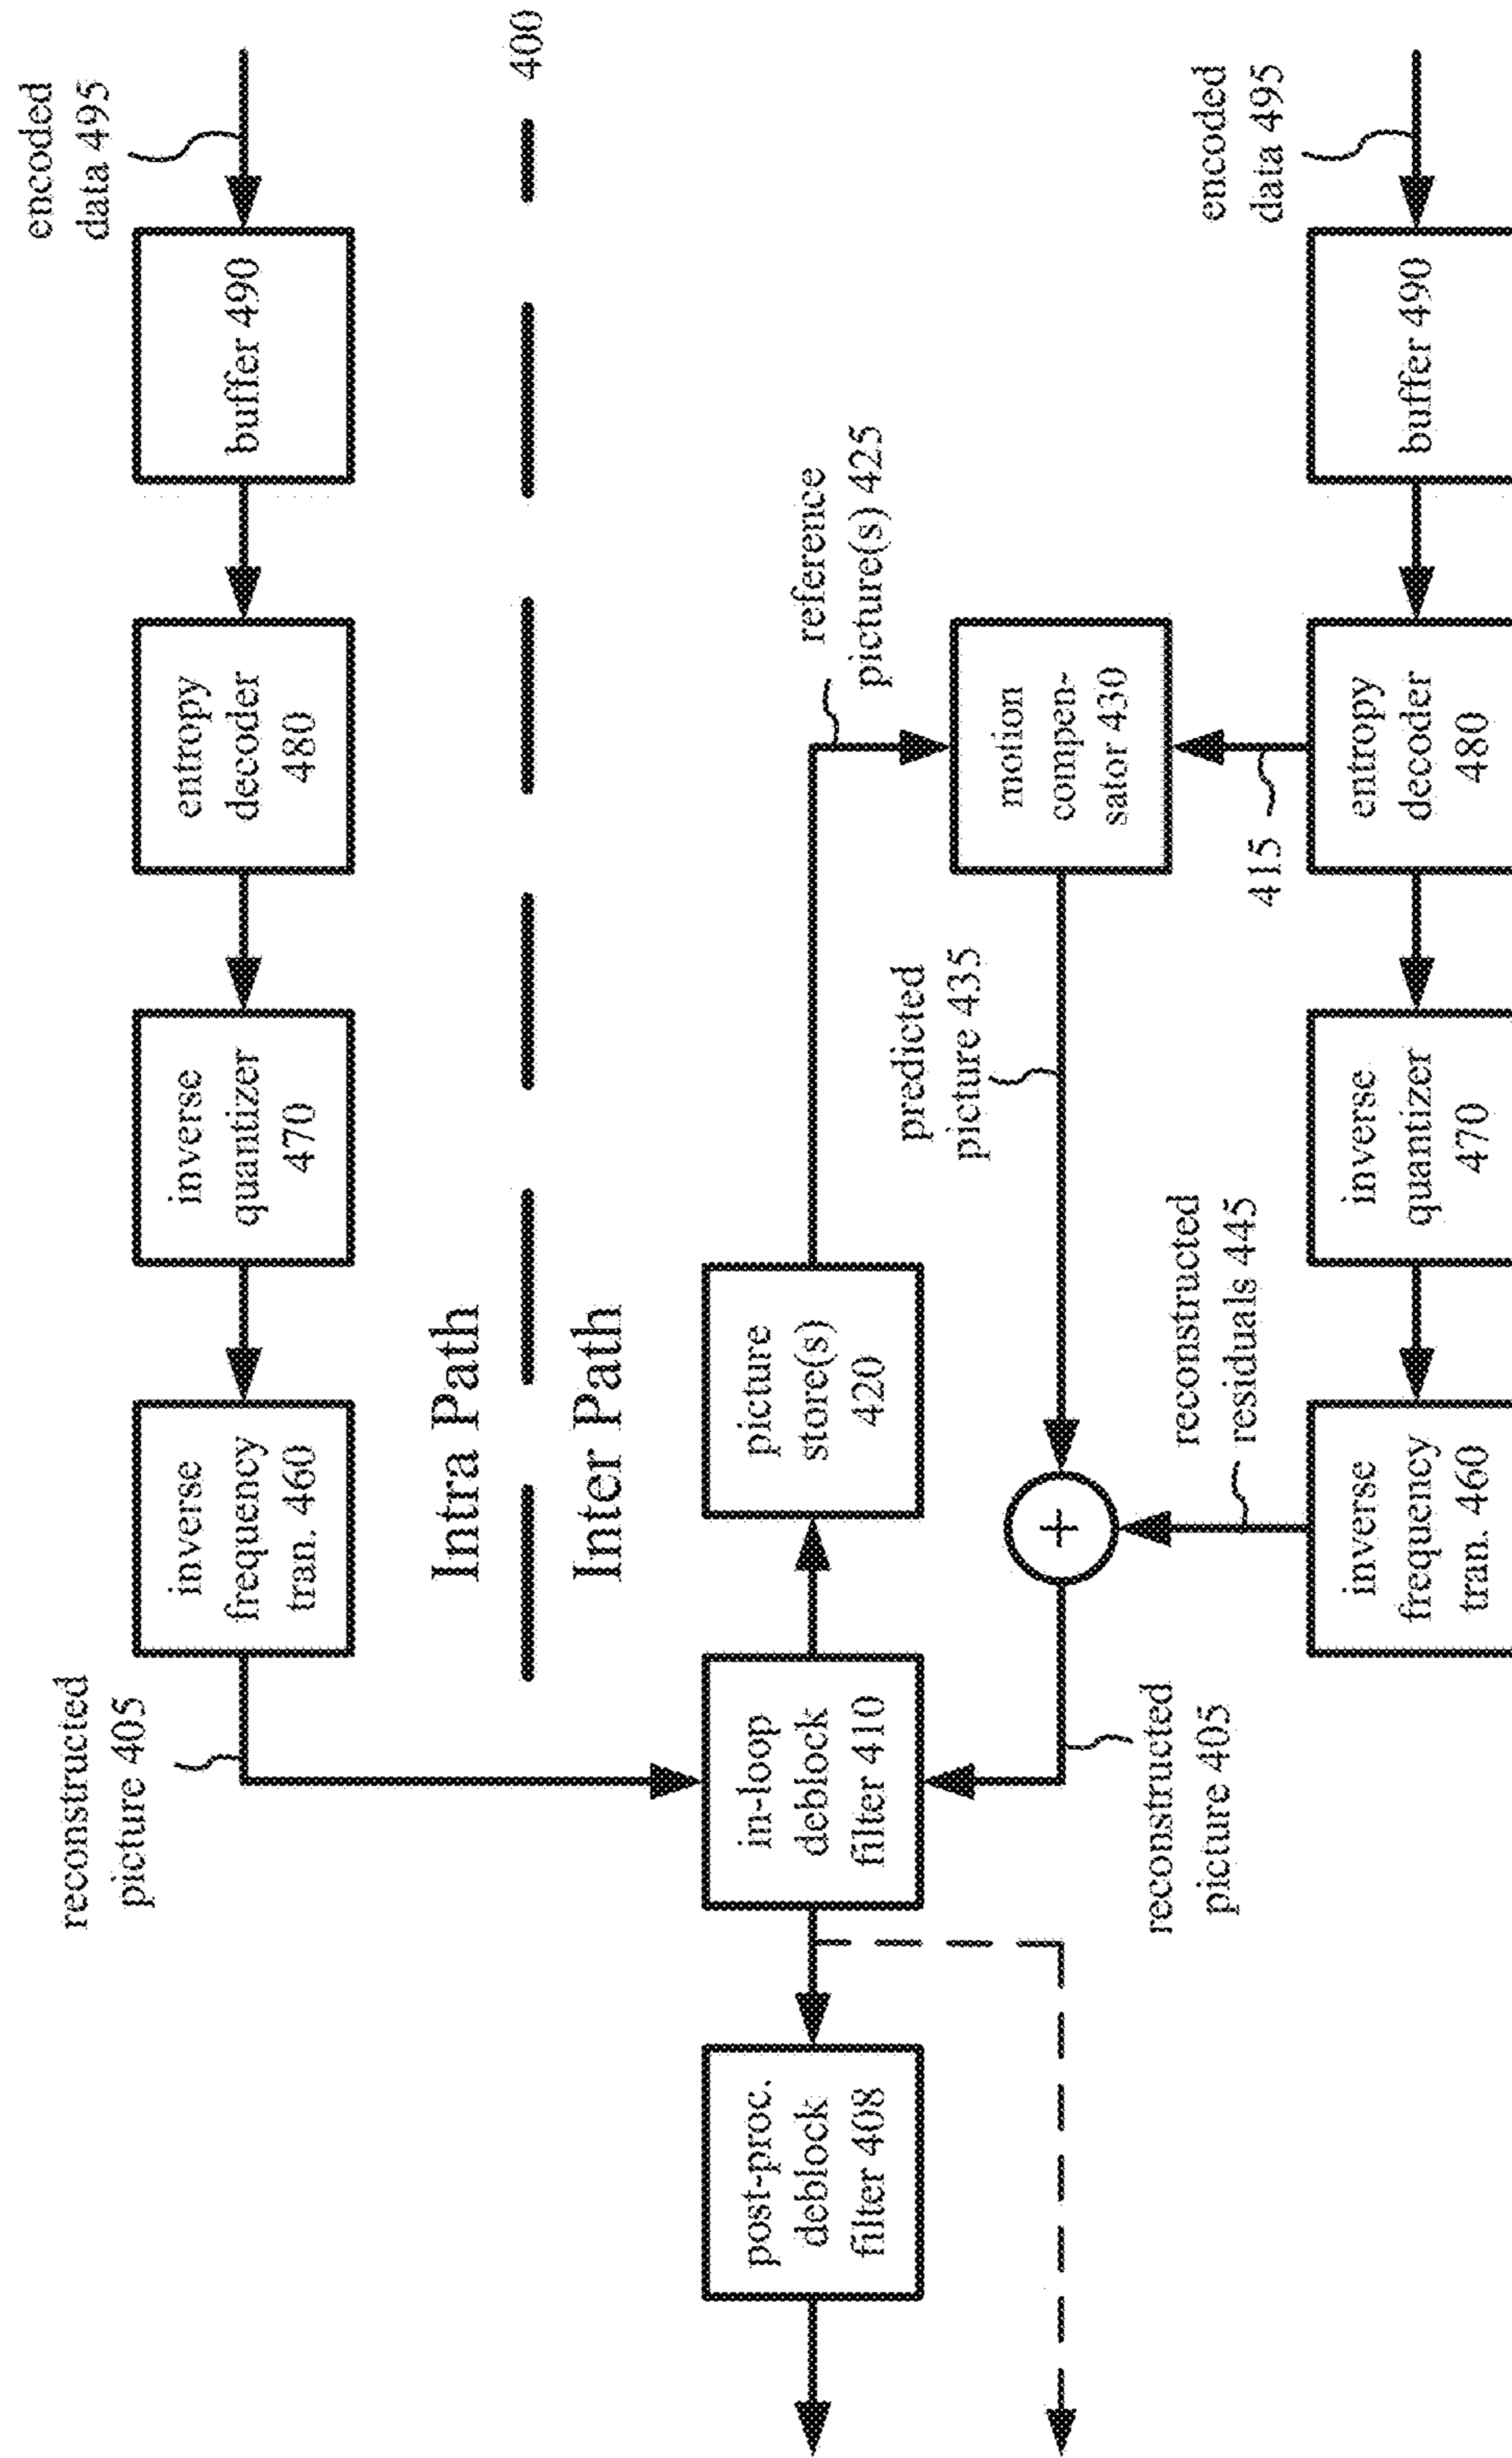 encoded
data 495
buffer 490
entropy
decoder
480
inverse
quantizer
470
inverse
frequency
tran. 460
reconstructed
picture 405
400
Intra Path
Inter Path
reference
picture(s) 425
picture
store(s)
420
in-loop
deblock
filter 410
post-proc.
deblock
filter 408
motion
compen-
sator 430
predicted
picture 435
+
reconstructed
picture 405
415
reconstructed
residuals 445
encoded
data 495
buffer 490
entropy
decoder
480
inverse
quantizer
470
inverse
frequency
tran. 460